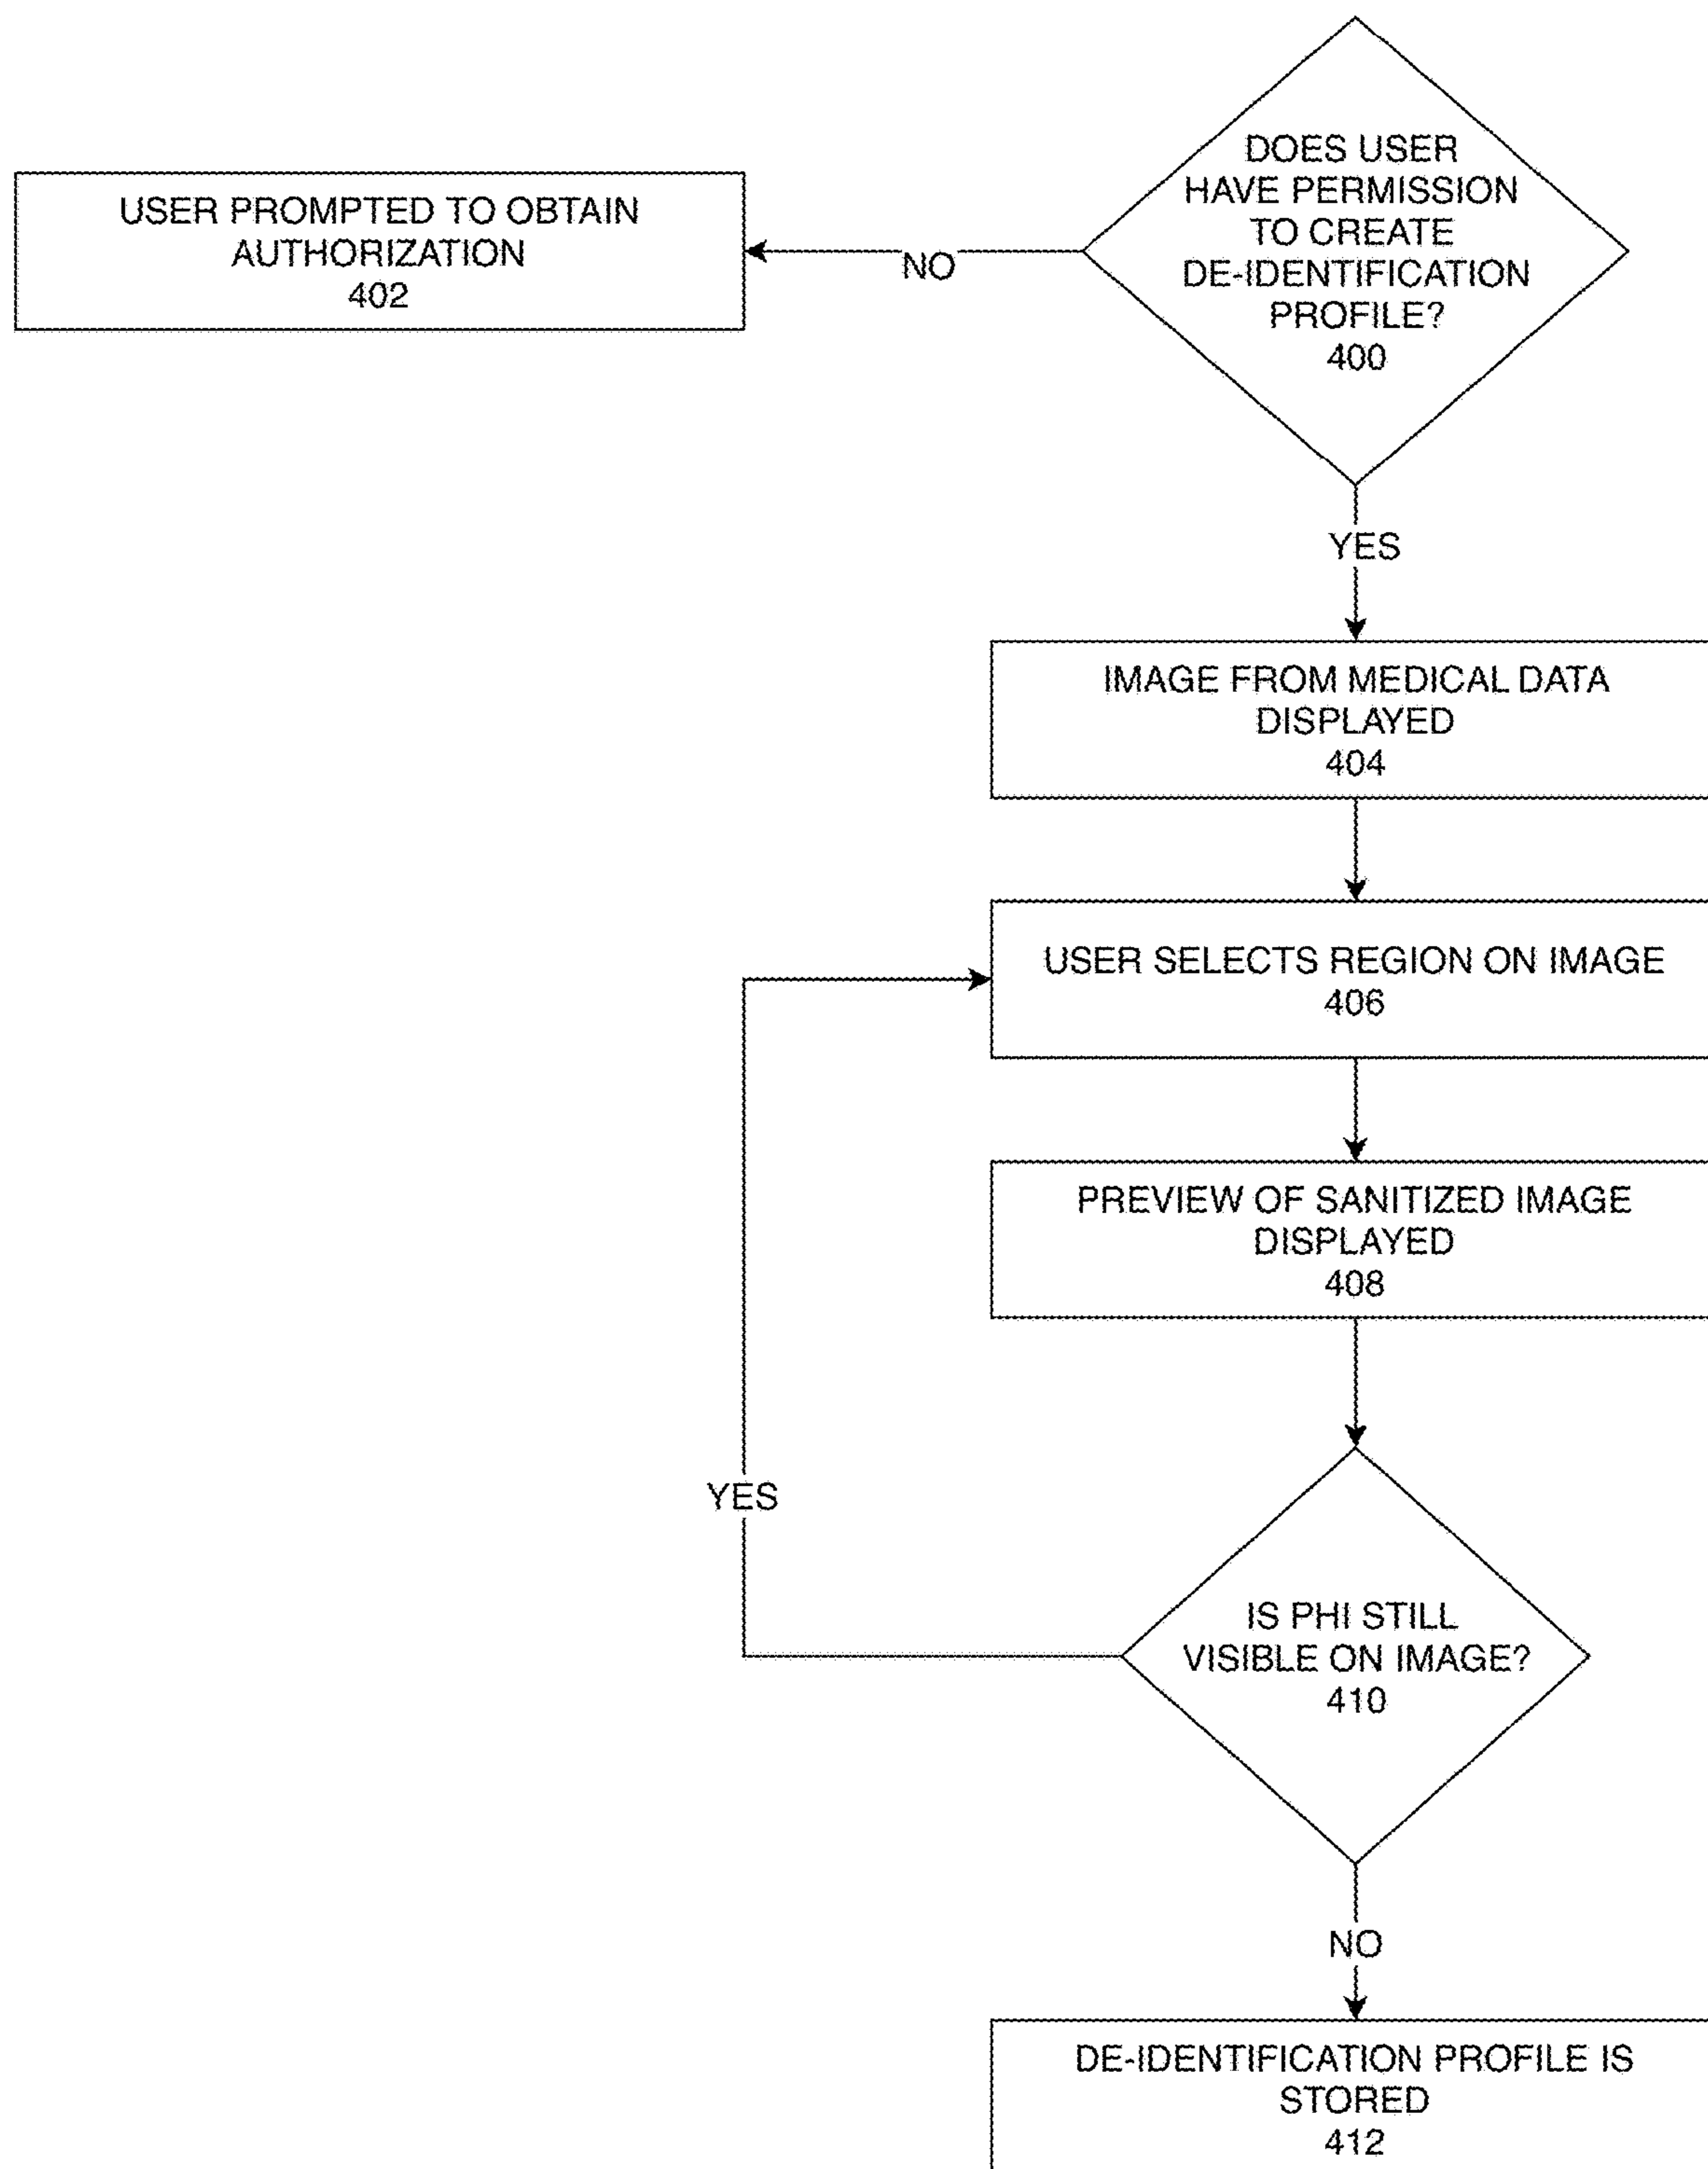 DOES USER
HAVE PERMISSION
TO CREATE
DE-IDENTIFICATION
PROFILE?
400
NO
USER PROMPTED TO OBTAIN
AUTHORIZATION
402
YES
IMAGE FROM MEDICAL DATA
DISPLAYED
404
USER SELECTS REGION ON IMAGE
406
PREVIEW OF SANITIZED IMAGE
DISPLAYED
408
YES
IS PHI STILL
VISIBLE ON IMAGE?
410
NO
DE-IDENTIFICATION PROFILE IS
STORED
412